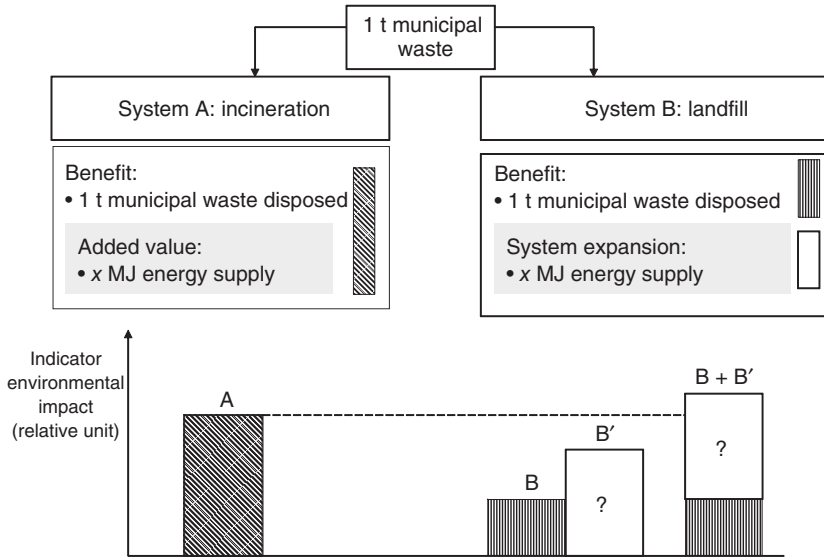 1 t municipal
waste
System A: incineration
System B: landfill
Benefit:
• 1 t municipal waste disposed
Added value:
• x MJ energy supply
Benefit:
• 1 t municipal waste disposed
System expansion:
• x MJ energy supply
Indicator
environmental
impact
(relative unit)
A
B
B′
?
B + B′
?